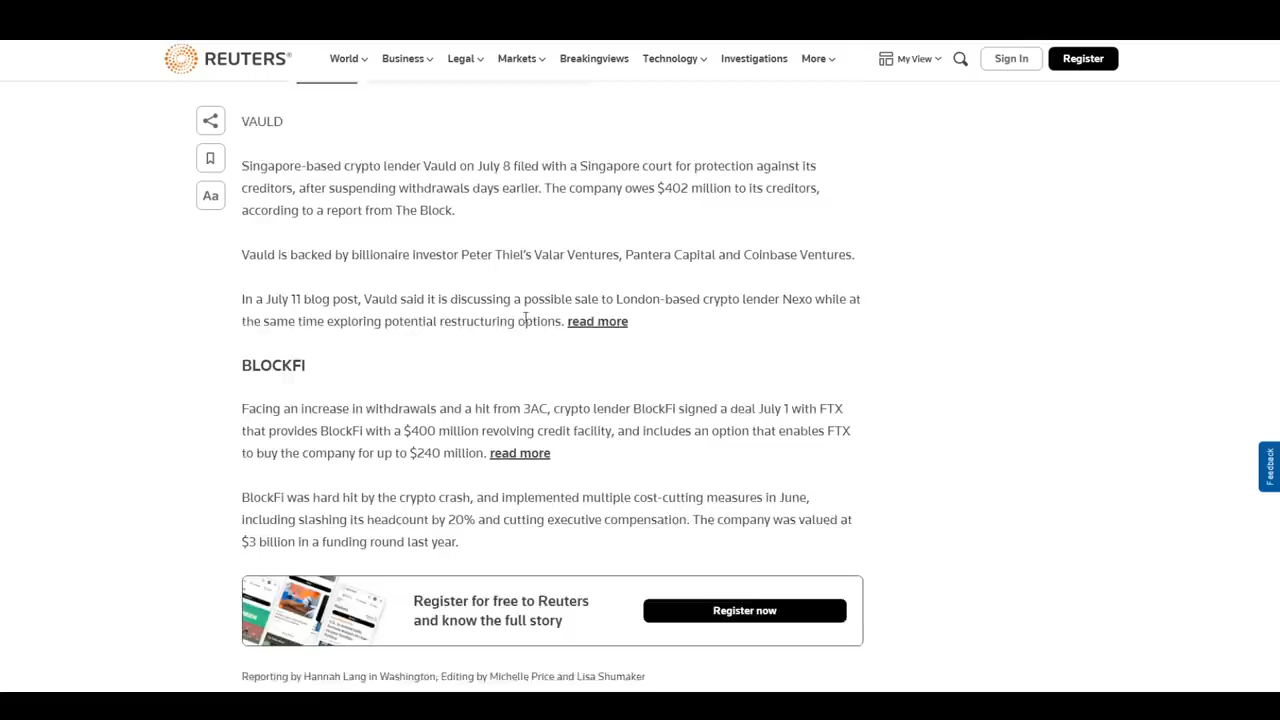 REUTERS®
World
Business
Legal
Markets
Breakingviews
Technology
Investigations
More
My View
Sign In
Register
VAULD
Aa
Singapore-based crypto lender Vauld on July 8 filed with a Singapore court for protection against its
creditors, after suspending withdrawals days earlier. The company owes $402 million to its creditors,
according to a report from The Block.
Vauld is backed by billionaire investor Peter Thiel's Valar Ventures, Pantera Capital and Coinbase Ventures.
In a July 11 blog post, Vauld said it is discussing a possible sale to London-based crypto lender Nexo while at
the same time exploring potential restructuring options. read more
BLOCKFI
Facing an increase in withdrawals and a hit from 3AC, crypto lender BlockFi signed a deal July 1 with FTX
that provides BlockFi with a $400 million revolving credit facility, and includes an option that enables FTX
to buy the company for up to $240 million. read more
Feedback
BlockFi was hard hit by the crypto crash, and implemented multiple cost-cutting measures in June,
including slashing its headcount by 20% and cutting executive compensation. The company was valued at
$3 billion in a funding round last year.
Register for free to Reuters
and know the full story
Register now
Reporting by Hannah Lang in Washington; Editing by Michelle Price and Lisa Shumaker